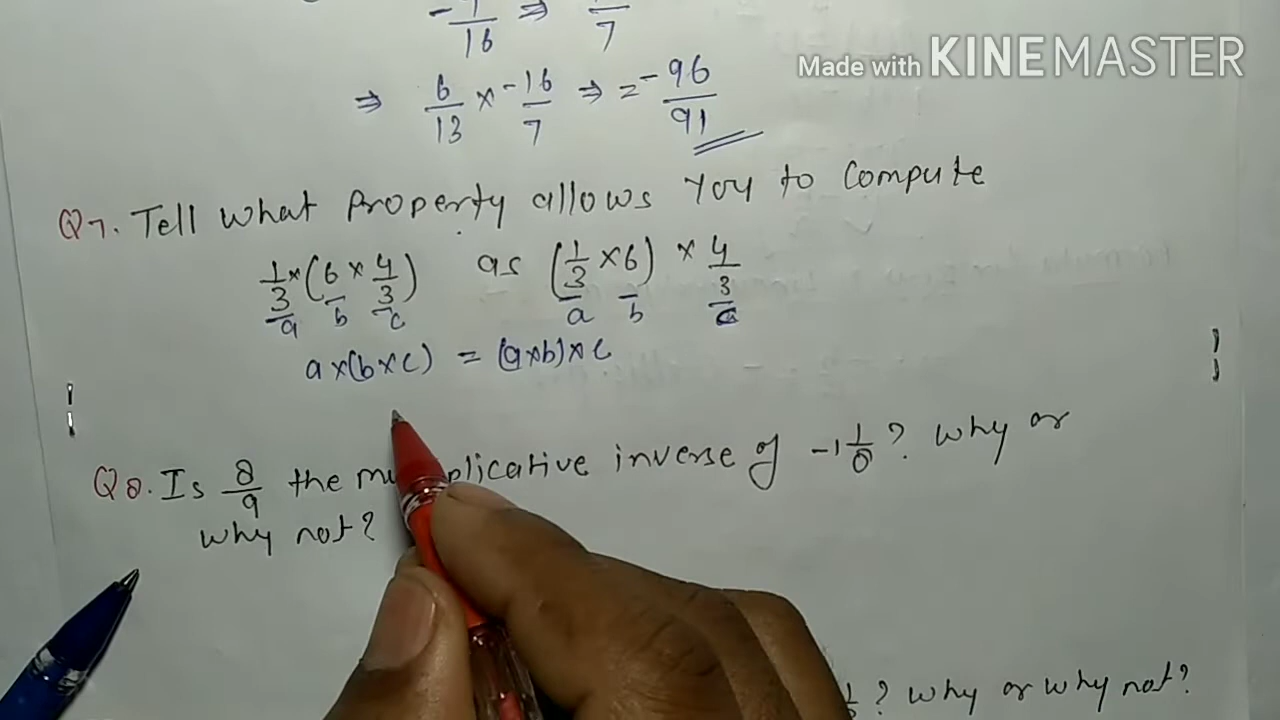 Made with KINEMASTER
-1/16 ⇒ /7
⇒ 6/13 × -16/7 ⇒ = -96/91
Q7. Tell what property allows you to compute
1/3 × (6 × 4/3) as (1/3 × 6) × 4/3
a b c a b c
a×(b×c) = (a×b)×c
Q8. Is 8/9 the multiplicative inverse of -1 1/8? Why or
why not?
? why or why not?